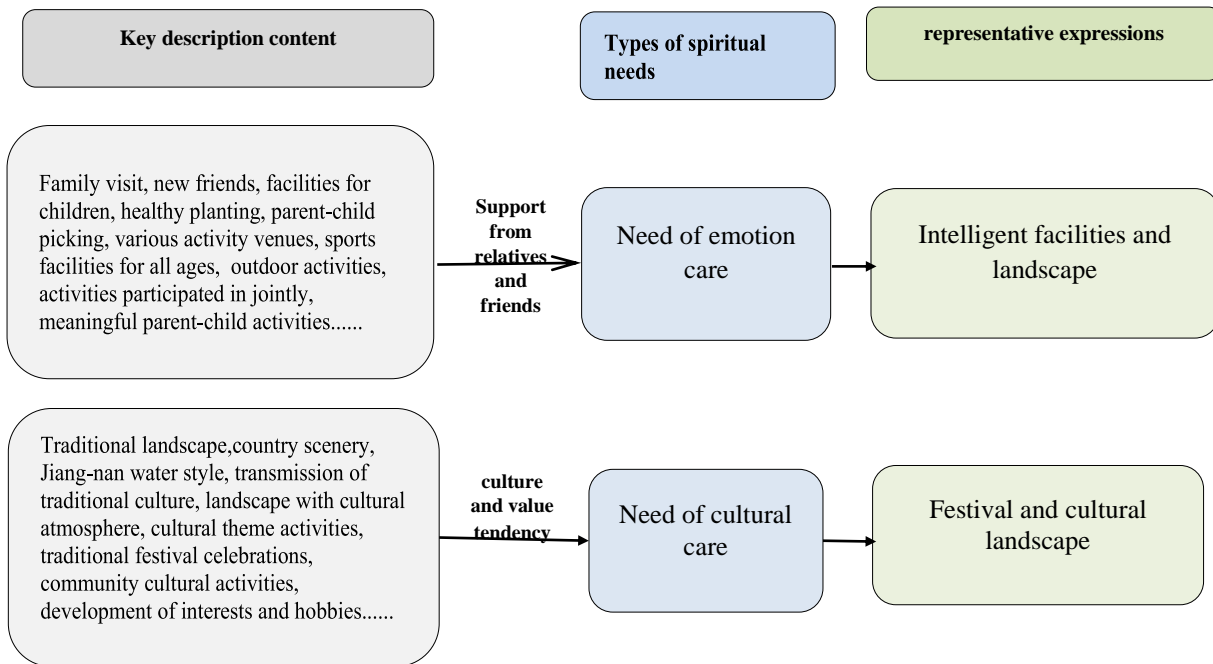 Key description content
Types of spiritual
needs
representative expressions
Family visit, new friends, facilities for
children, healthy planting, parent-child
picking, various activity venues, sports
facilities for all ages, outdoor activities,
activities participated in jointly,
meaningful parent-child activities......
Support
from
relatives
and
friends
Need of emotion
care
Intelligent facilities and
landscape
Traditional landscape,country scenery,
Jiang-nan water style, transmission of
traditional culture, landscape with cultural
atmosphere, cultural theme activities,
traditional festival celebrations,
community cultural activities,
development of interests and hobbies......
culture
and value
tendency
Need of cultural
care
Festival and cultural
landscape